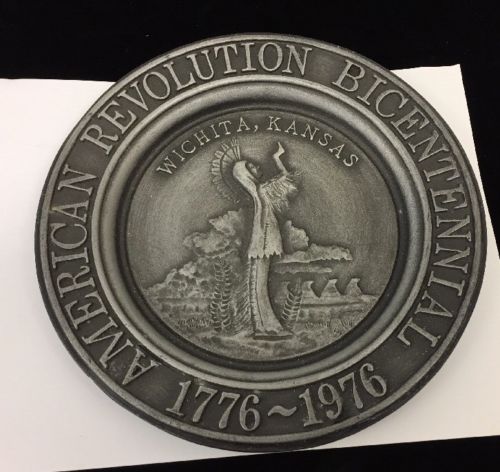 AMERICAN REVOLUTION BICENTENNIAL
1776~1976
WICHITA, KANSAS